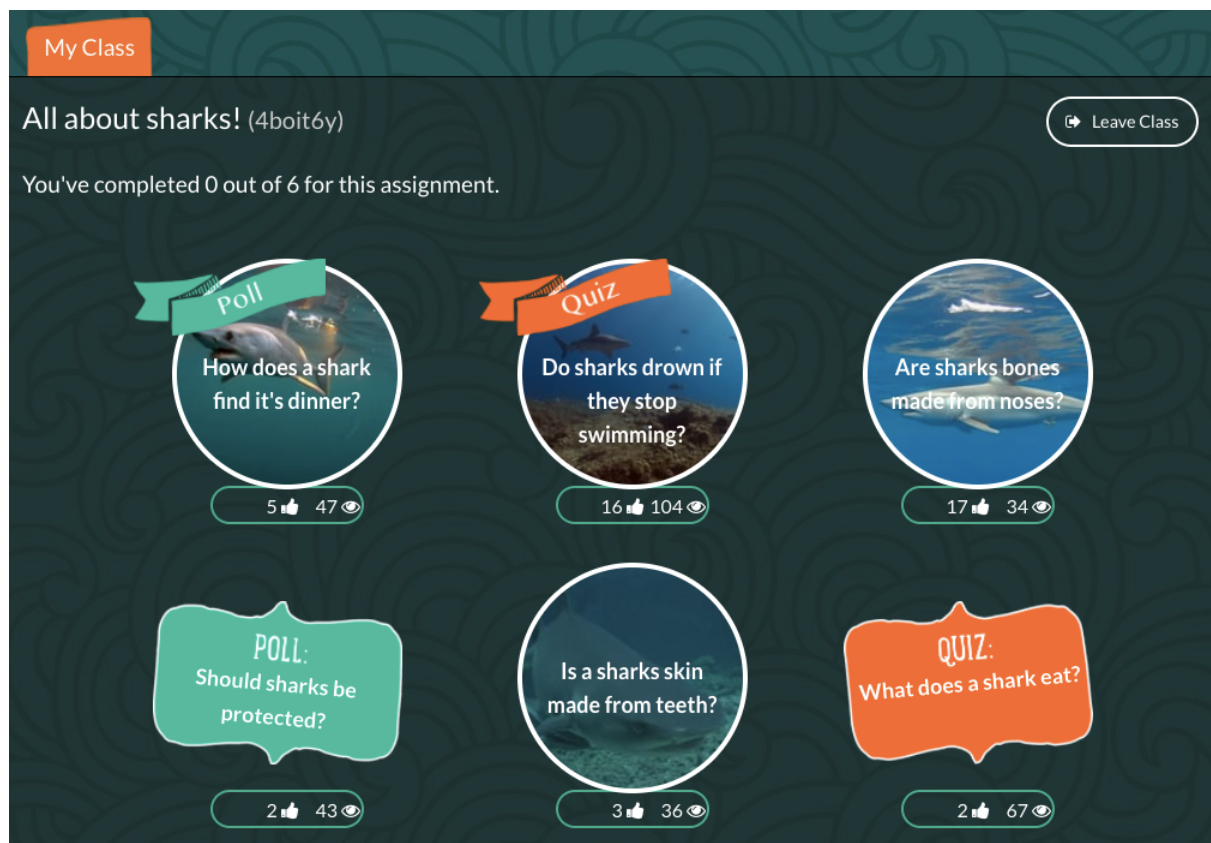 My Class
All about sharks! (4boit6y)
Leave Class
You've completed 0 out of 6 for this assignment.
Poll
How does a shark
find it's dinner?
5 47
Quiz
Do sharks drown if
they stop
swimming?
16 104
Are sharks bones
made from noses?
17 34
POLL:
Should sharks be
protected?
2 43
Is a sharks skin
made from teeth?
3 36
QUIZ:
What does a shark eat?
2 67